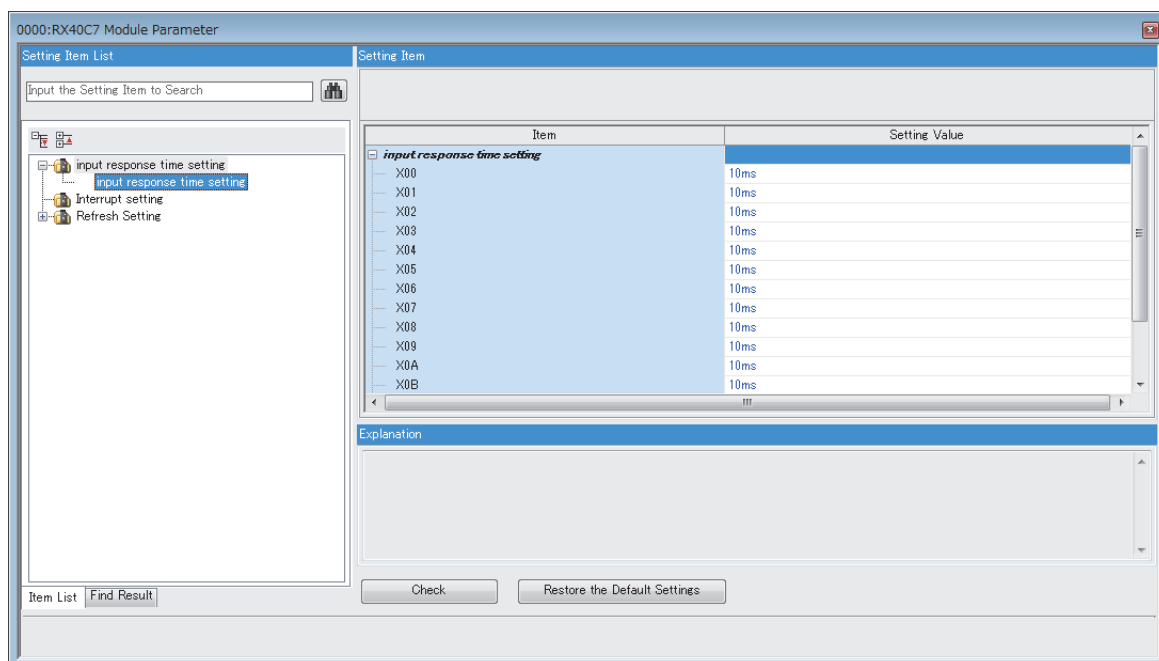 0000:RX40C7 Module Parameter
Setting Item List
Input the Setting Item to Search
input response time setting
input response time setting
Interrupt setting
Refresh Setting
Item List Find Result
Setting Item
Item Setting Value
input response time setting
X00 10ms
X01 10ms
X02 10ms
X03 10ms
X04 10ms
X05 10ms
X06 10ms
X07 10ms
X08 10ms
X09 10ms
X0A 10ms
X0B 10ms
Explanation
Check Restore the Default Settings